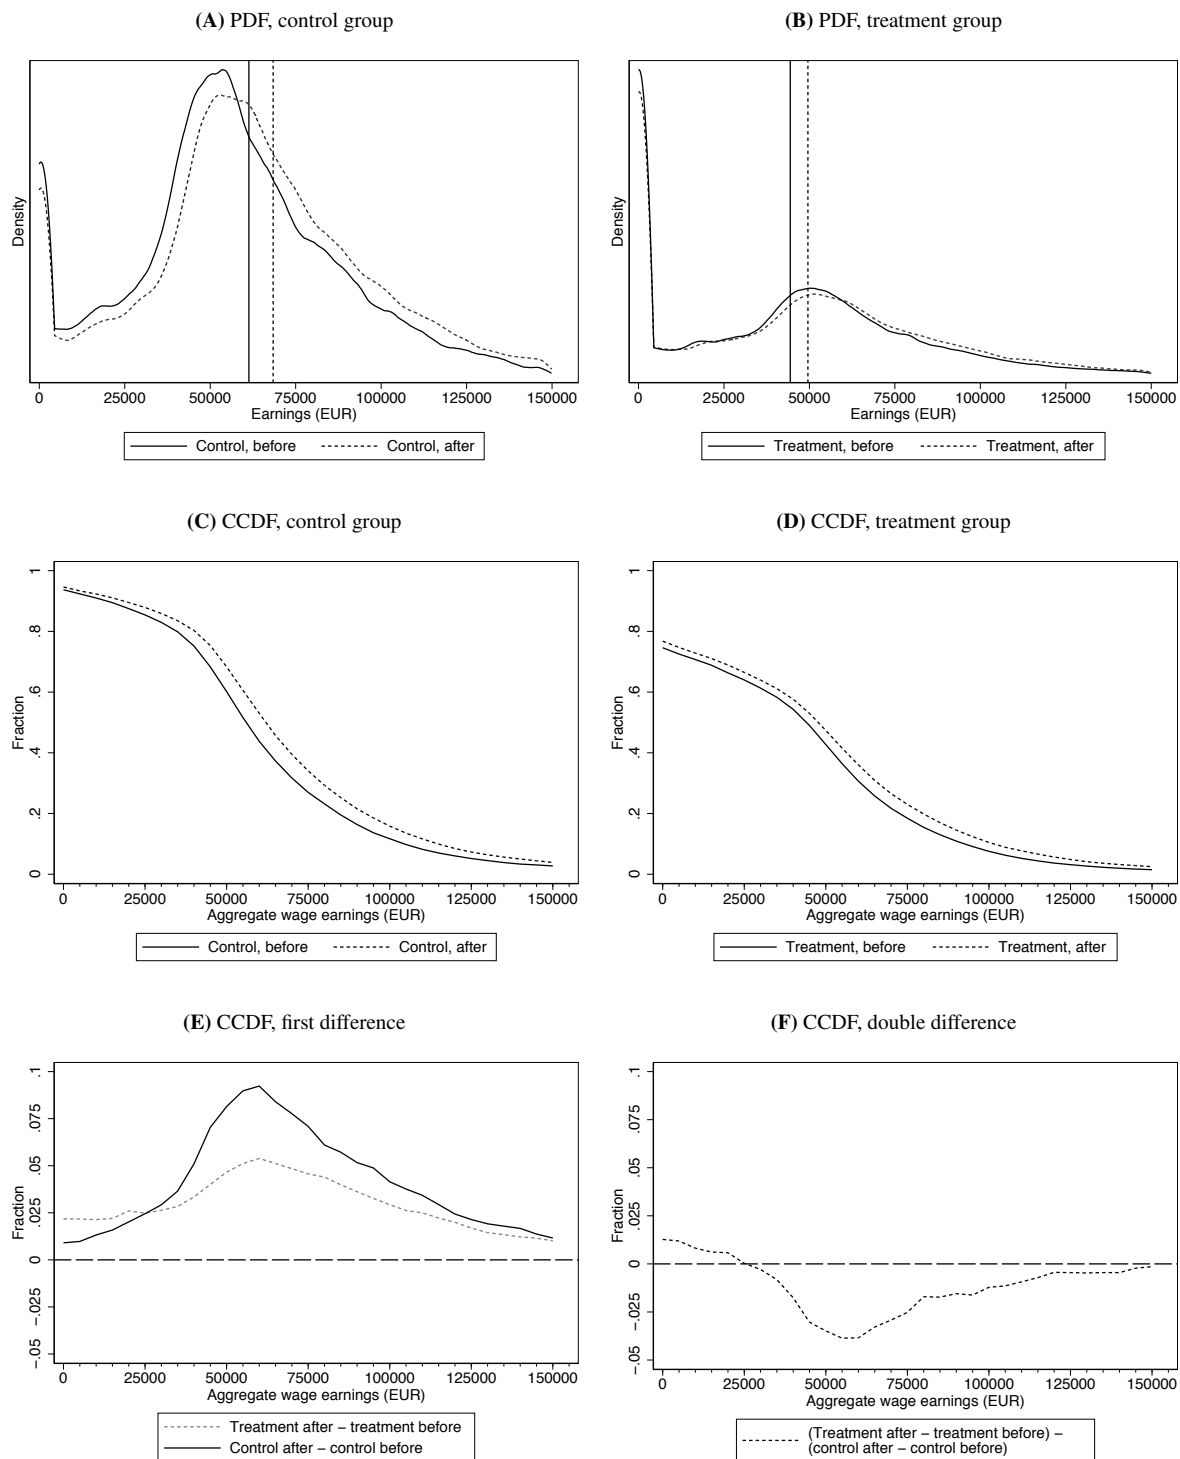 (A) PDF, control group
Density
0 25000 50000 75000 100000 125000 150000
Earnings (EUR)
Control, before Control, after
(B) PDF, treatment group
Density
0 25000 50000 75000 100000 125000 150000
Earnings (EUR)
Treatment, before Treatment, after
(C) CCDF, control group
Fraction
1
.8
.6
.4
.2
0
0 25000 50000 75000 100000 125000 150000
Aggregate wage earnings (EUR)
Control, before Control, after
(D) CCDF, treatment group
Fraction
1
.8
.6
.4
.2
0
0 25000 50000 75000 100000 125000 150000
Aggregate wage earnings (EUR)
Treatment, before Treatment, after
(E) CCDF, first difference
Fraction
.1
.075
.05
.025
0
−.025
−.05
0 25000 50000 75000 100000 125000 150000
Aggregate wage earnings (EUR)
Treatment after − treatment before
Control after − control before
(F) CCDF, double difference
Fraction
.1
.075
.05
.025
0
−.025
−.05
0 25000 50000 75000 100000 125000 150000
Aggregate wage earnings (EUR)
(Treatment after − treatment before) −
(control after − control before)